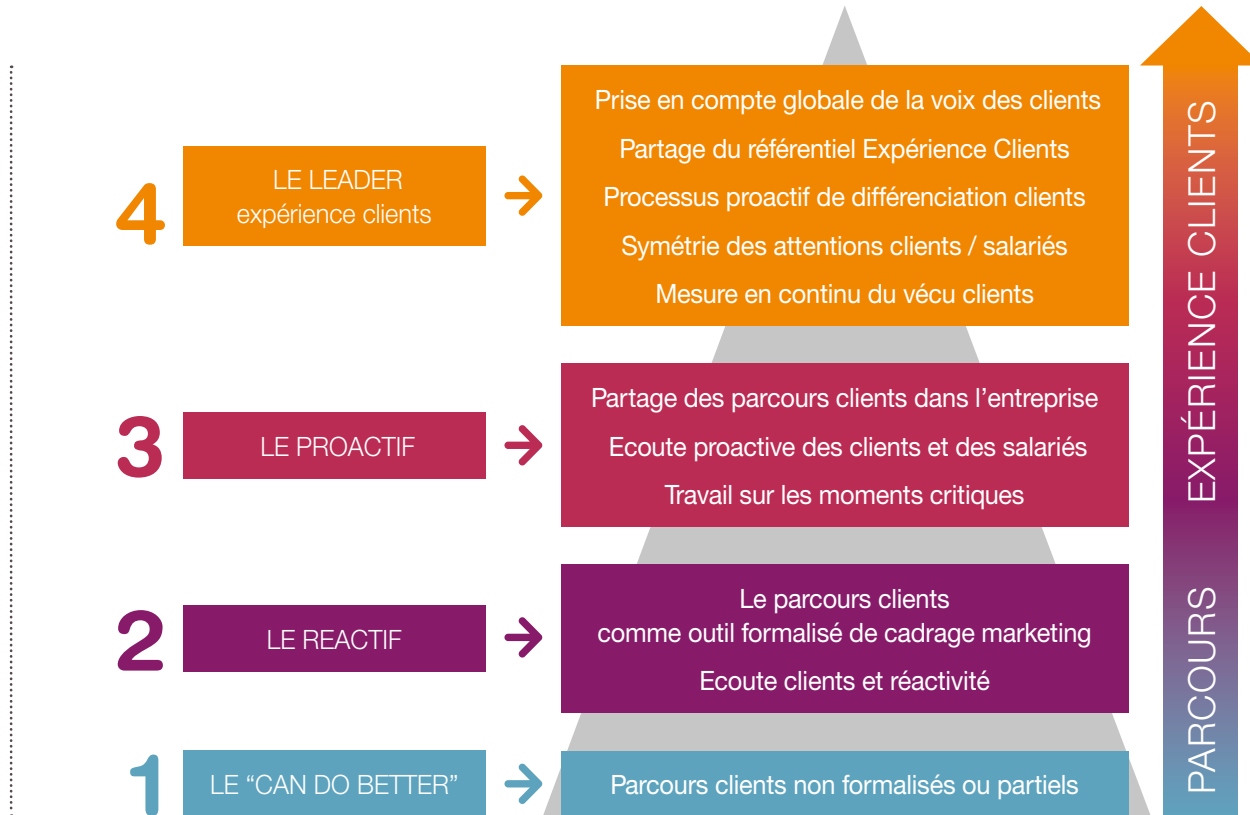 4
LE LEADER
expérience clients
Prise en compte globale de la voix des clients
Partage du référentiel Expérience Clients
Processus proactif de différenciation clients
Symétrie des attentions clients / salariés
Mesure en continu du vécu clients
3
LE PROACTIF
Partage des parcours clients dans l’entreprise
Ecoute proactive des clients et des salariés
Travail sur les moments critiques
2
LE REACTIF
Le parcours clients
comme outil formalisé de cadrage marketing
Ecoute clients et réactivité
1
LE “CAN DO BETTER”
Parcours clients non formalisés ou partiels
PARCOURS EXPÉRIENCE CLIENTS